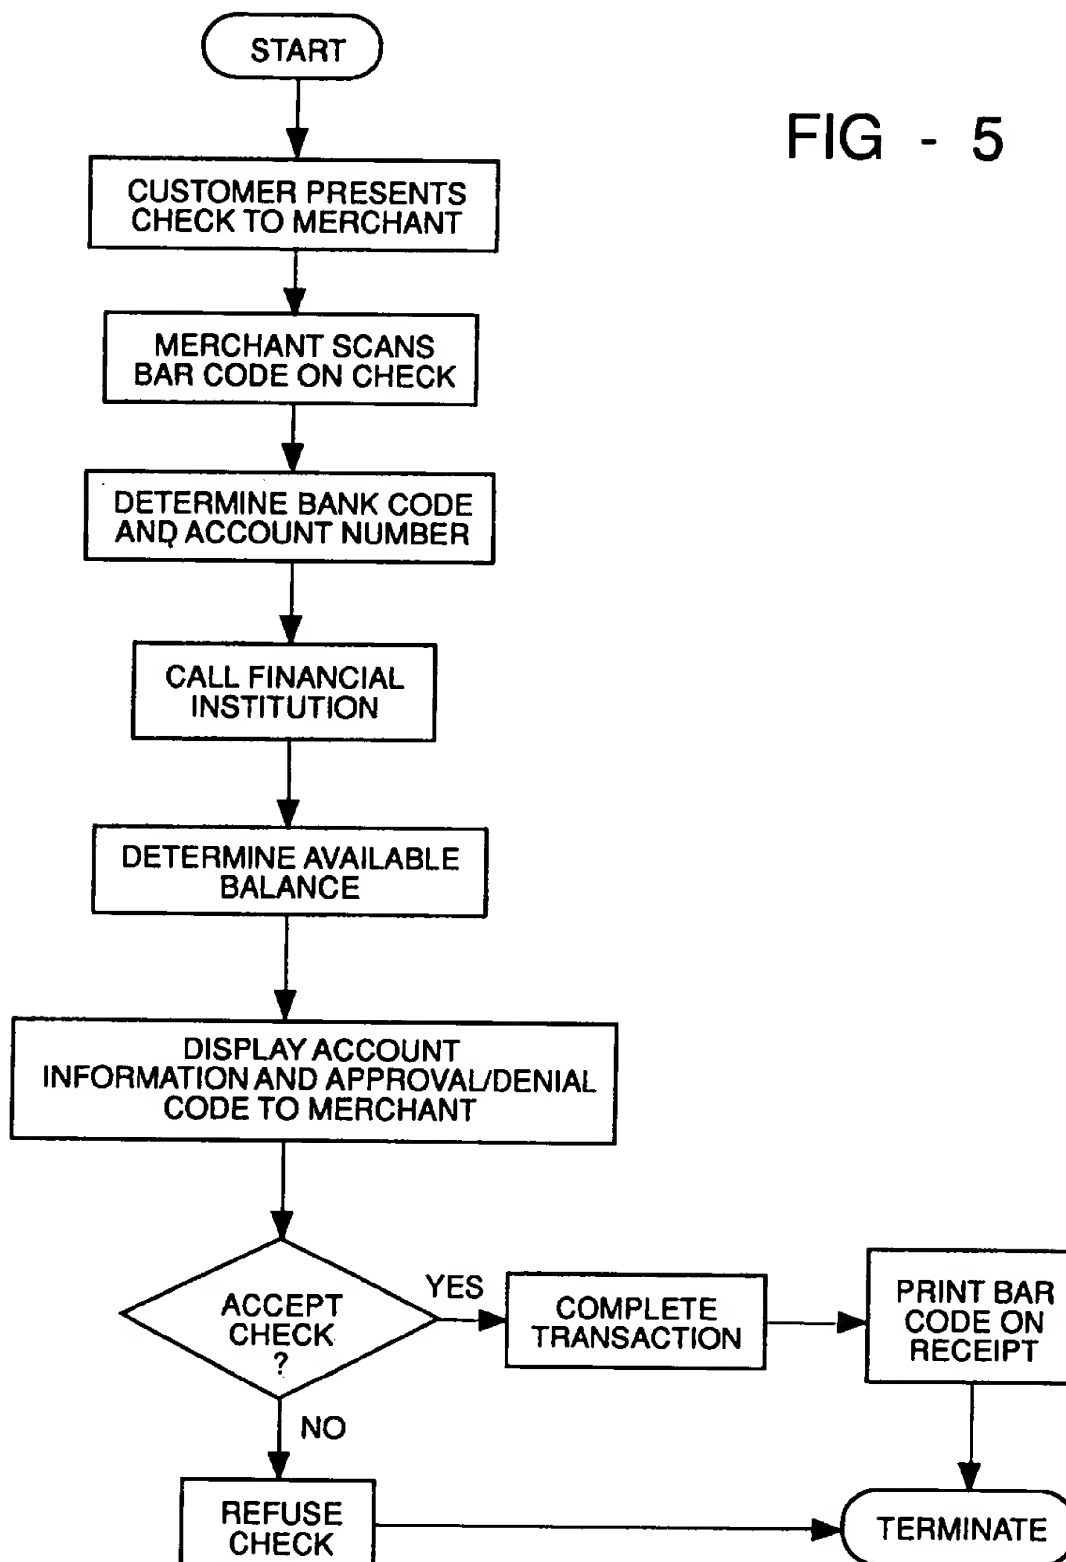 START
FIG - 5
CUSTOMER PRESENTS
CHECK TO MERCHANT
MERCHANT SCANS
BAR CODE ON CHECK
DETERMINE BANK CODE
AND ACCOUNT NUMBER
CALL FINANCIAL
INSTITUTION
DETERMINE AVAILABLE
BALANCE
DISPLAY ACCOUNT
INFORMATION AND APPROVAL/DENIAL
CODE TO MERCHANT
ACCEPT
CHECK
?
YES
COMPLETE
TRANSACTION
PRINT BAR
CODE ON
RECEIPT
NO
REFUSE
CHECK
TERMINATE